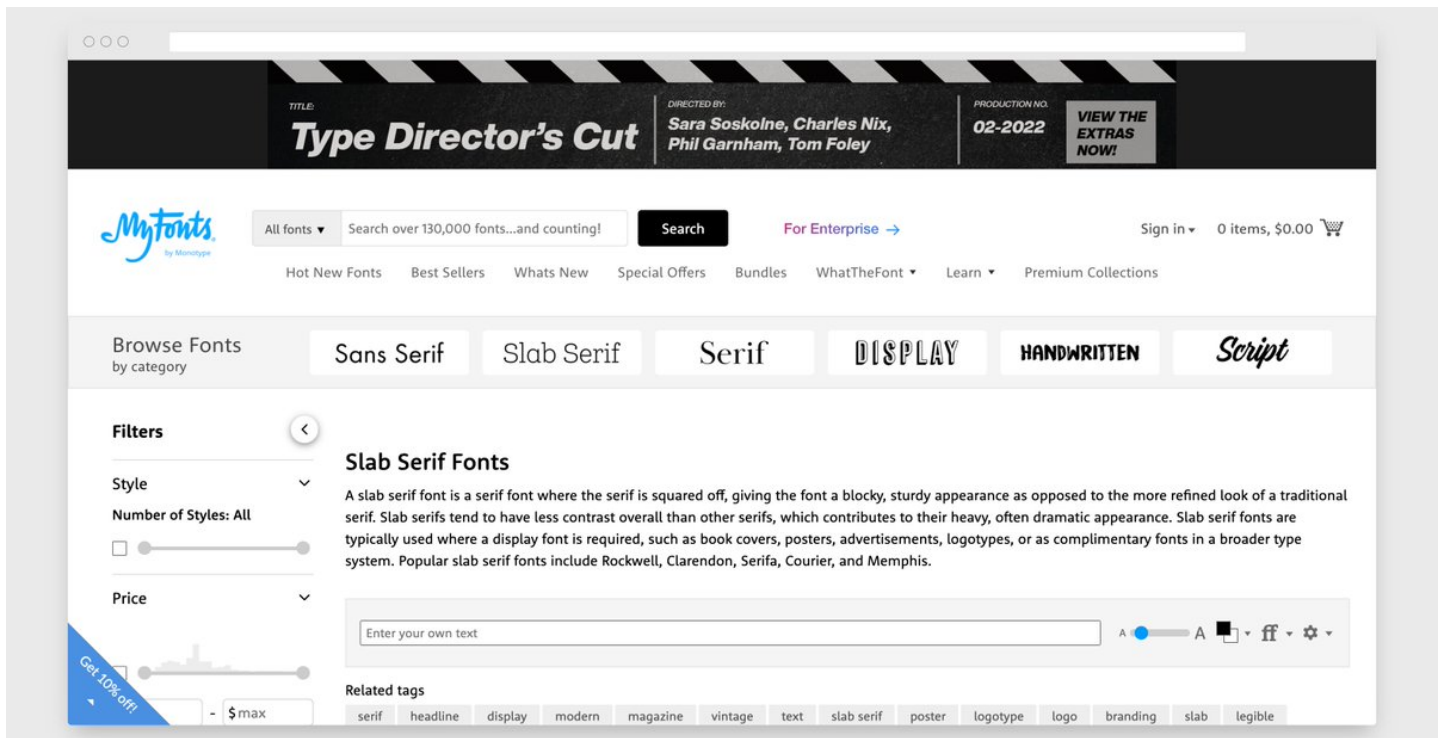 TITLE:
Type Director's Cut
DIRECTED BY:
Sara Soskolne, Charles Nix,
Phil Garnham, Tom Foley
PRODUCTION NO.
02-2022
VIEW THE
EXTRAS
NOW!
MyFonts
by Monotype
All fonts ▾
Search over 130,000 fonts...and counting!
Search
For Enterprise →
Sign in ▾
0 items, $0.00
Hot New Fonts Best Sellers Whats New Special Offers Bundles WhatTheFont ▾ Learn ▾ Premium Collections
Browse Fonts
by category
Sans Serif Slab Serif Serif DISPLAY HANDWRITTEN Script
Filters
Style
Number of Styles: All
Price
- $ max
Get 10% off!
Slab Serif Fonts
A slab serif font is a serif font where the serif is squared off, giving the font a blocky, sturdy appearance as opposed to the more refined look of a traditional
serif. Slab serifs tend to have less contrast overall than other serifs, which contributes to their heavy, often dramatic appearance. Slab serif fonts are
typically used where a display font is required, such as book covers, posters, advertisements, logotypes, or as complimentary fonts in a broader type
system. Popular slab serif fonts include Rockwell, Clarendon, Serifa, Courier, and Memphis.
Enter your own text
A A ff
Related tags
serif headline display modern magazine vintage text slab serif poster logotype logo branding slab legible